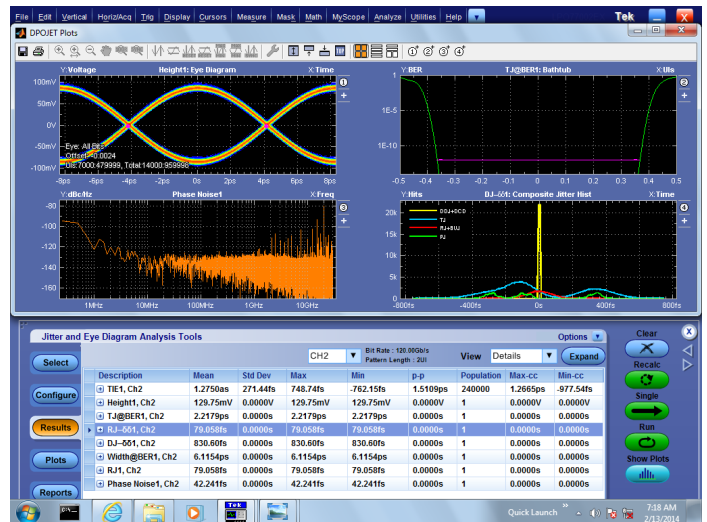 File Edit Vertical Horiz/Acq Trig Display Cursors Measure Mask Math MyScope Analyze Utilities Help Tek
DPOJET Plots
Y:Voltage Height1: Eye Diagram X:Time
100mV
50mV
0V
-50mV
-100mV
Eye: All Bits
Offset:-0.0024
UIs:7000:479999, Total:14000:959998
-8ps -6ps -4ps -2ps 0s 2ps 4ps 6ps 8ps
Y:BER TJ@BER1: Bathtub X:UIs
1
1E-5
1E-10
-0.5 -0.4 -0.3 -0.2 -0.1 0.0 0.1 0.2 0.3 0.4 0.5
Y:dBc/Hz Phase Noise1 X:Freq
-80
-100
-120
-140
-160
1MHz 10MHz 100MHz 1GHz 10GHz
Y:Hits DJ–δδ1: Composite Jitter Hist X:Time
20k
15k
10k
5k
0
DDJ+DCD
TJ
RJ+BUJ
PJ
-800fs -400fs 0s 400fs 800fs
Jitter and Eye Diagram Analysis Tools Options
CH2 Bit Rate : 120.00Gb/s
Pattern Length : 2UI
View Details Expand
Description Mean Std Dev Max Min p-p Population Max-cc Min-cc
TIE1, Ch2 1.2750as 271.44fs 748.74fs -762.15fs 1.5109ps 240000 1.2665ps -977.54fs
Height1, Ch2 129.75mV 0.0000V 129.75mV 129.75mV 0.0000V 1 0.0000V 0.0000V
TJ@BER1, Ch2 2.2179ps 0.0000s 2.2179ps 2.2179ps 0.0000s 1 0.0000s 0.0000s
RJ–δδ1, Ch2 79.058fs 0.0000s 79.058fs 79.058fs 0.0000s 1 0.0000s 0.0000s
DJ–δδ1, Ch2 830.60fs 0.0000s 830.60fs 830.60fs 0.0000s 1 0.0000s 0.0000s
Width@BER1, Ch2 6.1154ps 0.0000s 6.1154ps 6.1154ps 0.0000s 1 0.0000s 0.0000s
RJ1, Ch2 79.058fs 0.0000s 79.058fs 79.058fs 0.0000s 1 0.0000s 0.0000s
Phase Noise1, Ch2 42.241fs 0.0000s 42.241fs 42.241fs 0.0000s 1 0.0000s 0.0000s
Select
Configure
Results
Plots
Reports
Clear
Recalc
Single
Run
Show Plots
Tek
Quick Launch
7:18 AM
2/13/2014